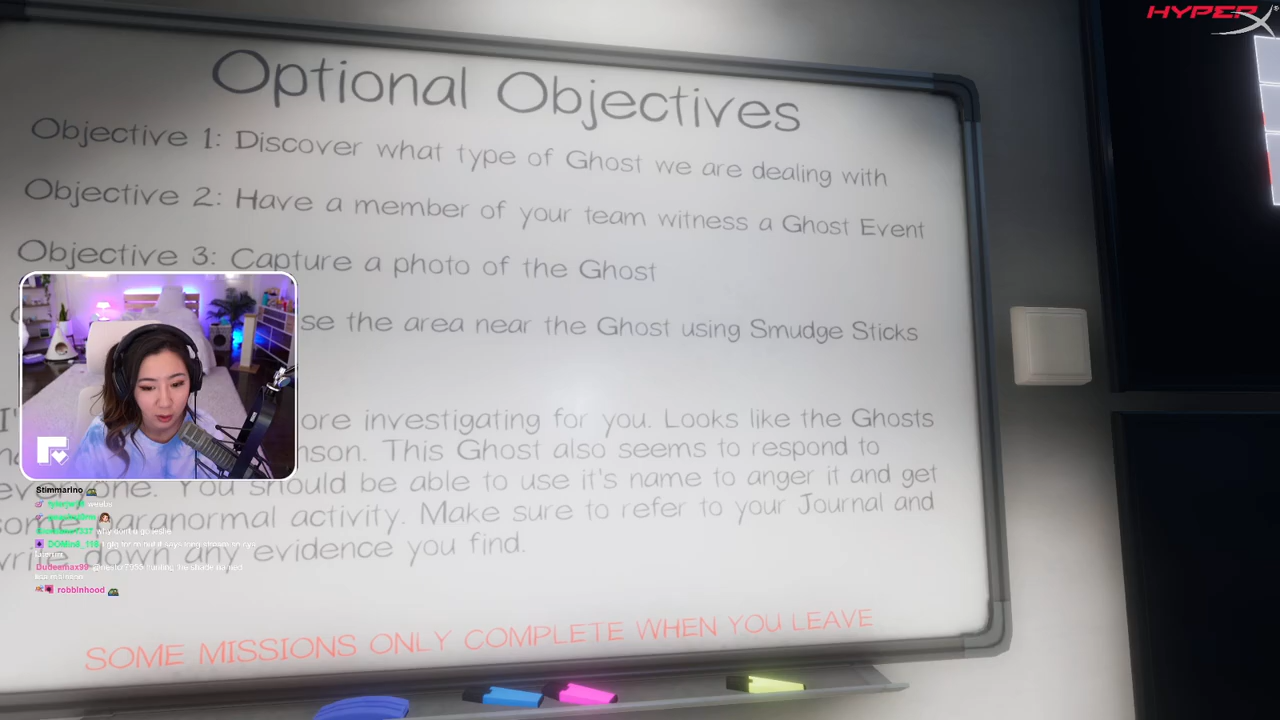 HYPERX
Optional Objectives
Objective 1: Discover what type of Ghost we are dealing with
Objective 2: Have a member of your team witness a Ghost Event
Objective 3: Capture a photo of the Ghost
se the area near the Ghost using Smudge Sticks
ore investigating for you. Looks like the Ghosts
nson. This Ghost also seems to respond to
everyone. You should be able to use it's name to anger it and get
some paranormal activity. Make sure to refer to your Journal and
write down any evidence you find.
SOME MISSIONS ONLY COMPLETE WHEN YOU LEAVE
Stimmarino
robbinhood